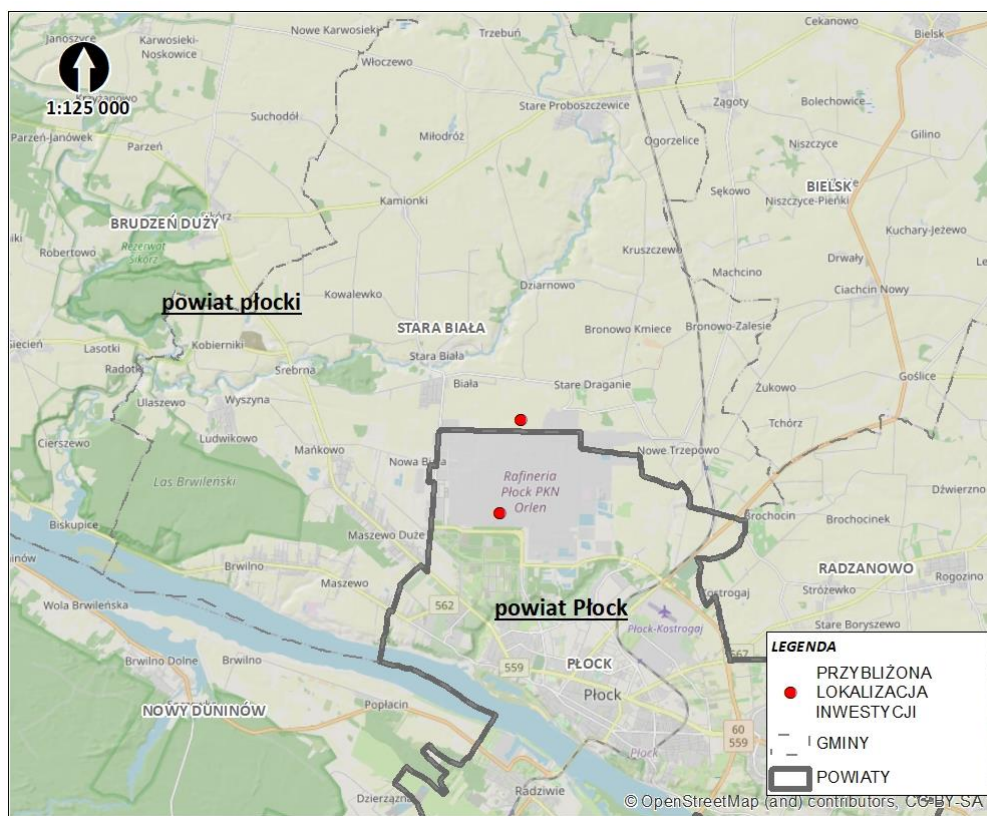 Cekanowo
Janoszyce
Karwosieki-
Noskowice
Nowe Karwosieki
Trzebuń
Bielsk
Włoczewo
Krzyżanowo
1:125 000
Suchodół
Stare Proboszczewice
Zągoty
Bolechowice
Parzeń-Janówek
Parzeń
Miłodróż
Ogorzelice
Niszczyce
Gilino
BIELSK
Sękowo
Niszczyce-Pieńki
Kamionki
BRUDZEŃ DUŻY
Rezerwat
Sikórz
Robertowo
Kruszczewo
Kuchary-Jeżewo
Drwały
Machcino
Dziarnowo
Ciachcin Nowy
powiat płocki
Kowalewko
STARA BIAŁA
Bronowo Kmiece
Bronowo-Zalesie
Lasotki
Kobierniki
Stara Biała
Radotki
Srebrna
Biała
Stare Draganie
Goślice
Żukowo
Ulaszewo
Wyszyna
Tchórz
Cierszewo
Ludwikowo
Mańkowo
Nowa Biała
Nowe Trzepowo
Las Brwileński
Rafineria
Płock PKN
Orlen
Dźwierzno
Biskupice
Maszewo Duże
Brochocin
Brochocinek
Brwilno
RADZANOWO
Rogozino
Maszewo
Wola Brwileńska
562
powiat Płock
Kostrogaj
Stróżewko
Płock-Kostrogaj
Stare Boryszewo
LEGENDA
PRZYBLIŻONA
LOKALIZACJA
INWESTYCJI
GMINY
POWIATY
Brwilno Dolne
Brwilno
559
PŁOCK
567
Płock
NOWY DUNINÓW
Popłacin
60
559
Płock
Dzierzązna
Radziwie
© OpenStreetMap (and) contributors, CC-BY-SA